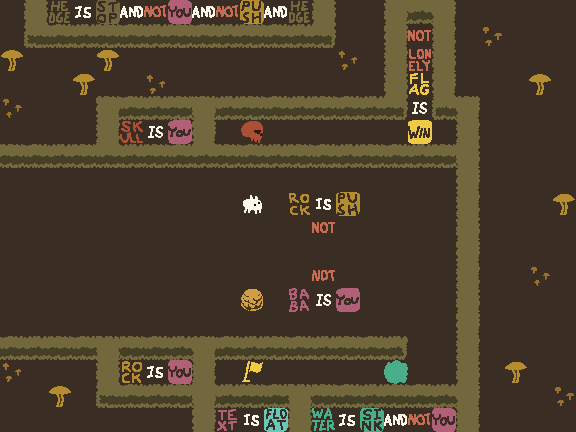 HEDGE IS STOP AND NOT YOU AND NOT PUSH AND HEDGE
NOT
LONELY
FLAG
IS
SKULL IS YOU
WIN
ROCK IS PUSH
NOT
NOT
BABA IS YOU
ROCK IS YOU
TEXT IS FLOAT
WATER IS SINK AND NOT YOU